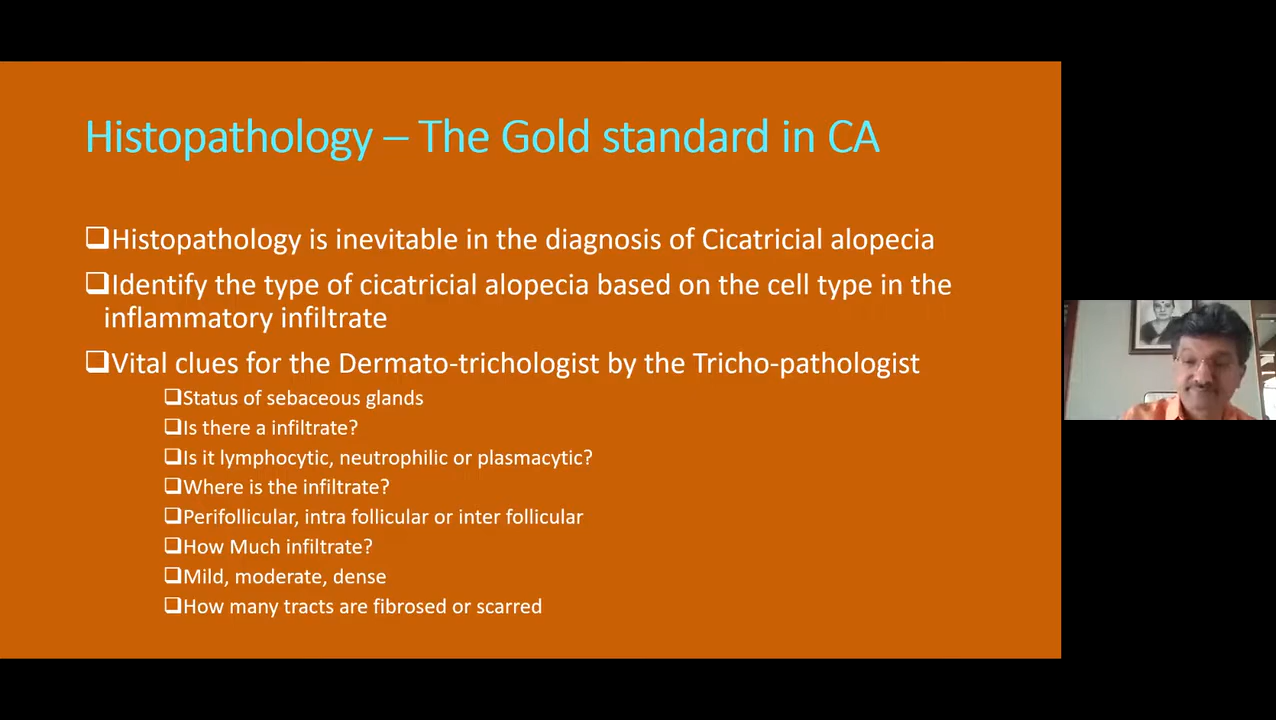 Histopathology – The Gold standard in CA
❑Histopathology is inevitable in the diagnosis of Cicatricial alopecia
❑Identify the type of cicatricial alopecia based on the cell type in the
inflammatory infiltrate
❑Vital clues for the Dermato-trichologist by the Tricho-pathologist
❑Status of sebaceous glands
❑Is there a infiltrate?
❑Is it lymphocytic, neutrophilic or plasmacytic?
❑Where is the infiltrate?
❑Perifollicular, intra follicular or inter follicular
❑How Much infiltrate?
❑Mild, moderate, dense
❑How many tracts are fibrosed or scarred